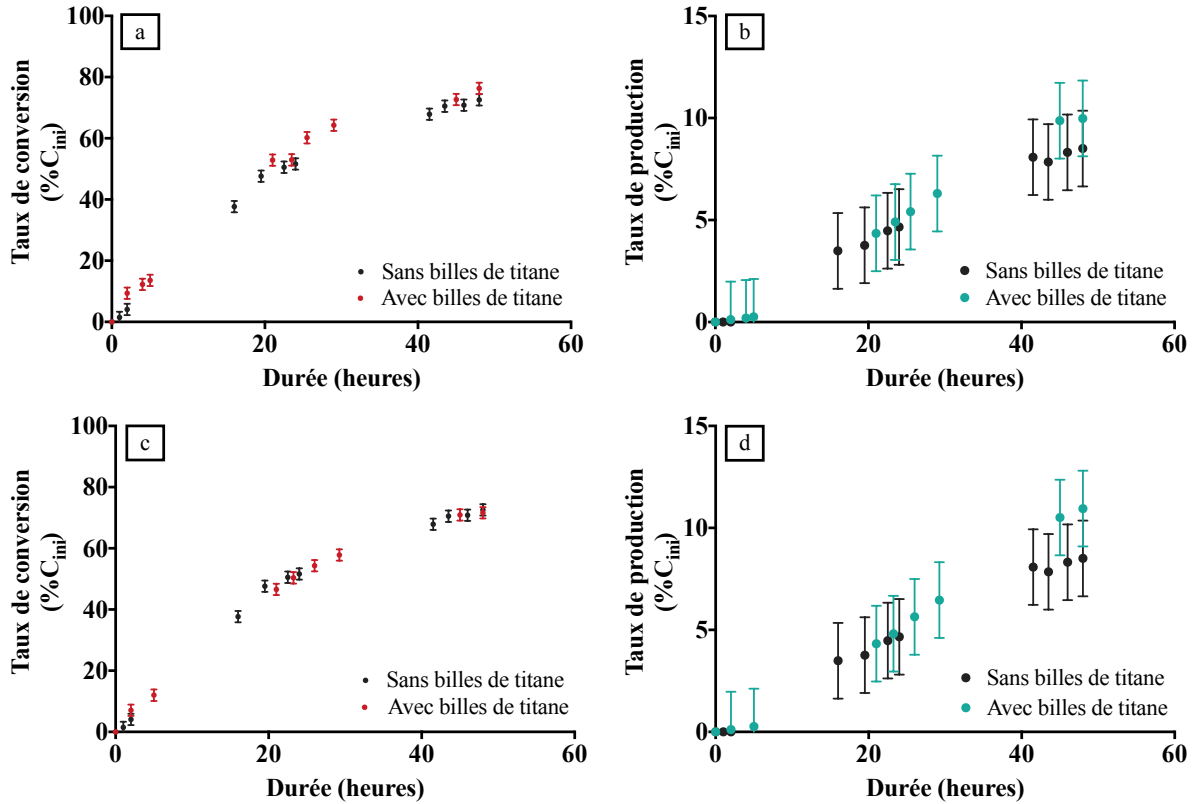 a
Taux de conversion
(%C_ini)
100
80
60
40
20
0
0 20 40 60
Durée (heures)
Sans billes de titane
Avec billes de titane
b
Taux de production
(%C_ini)
15
10
5
0
0 20 40 60
Durée (heures)
Sans billes de titane
Avec billes de titane
c
Taux de conversion
(%C_ini)
100
80
60
40
20
0
0 20 40 60
Durée (heures)
Sans billes de titane
Avec billes de titane
d
Taux de production
(%C_ini)
15
10
5
0
0 20 40 60
Durée (heures)
Sans billes de titane
Avec billes de titane